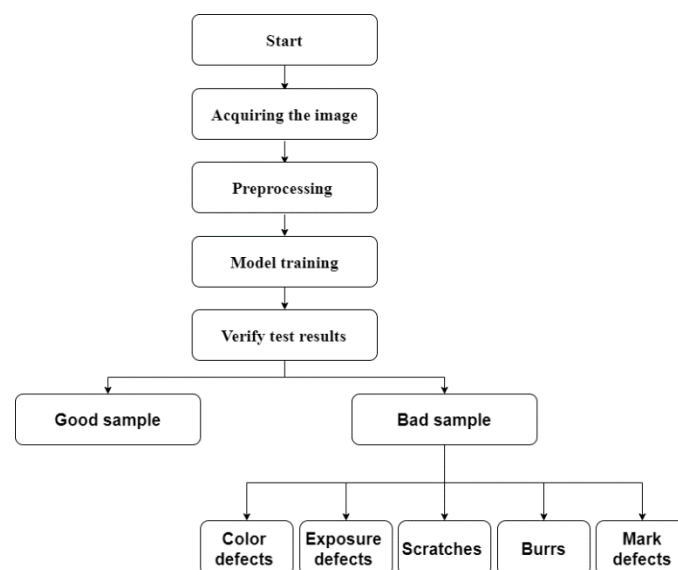 Start
Acquiring the image
Preprocessing
Model training
Verify test results
Good sample
Bad sample
Color
defects
Exposure
defects
Scratches
Burrs
Mark
defects